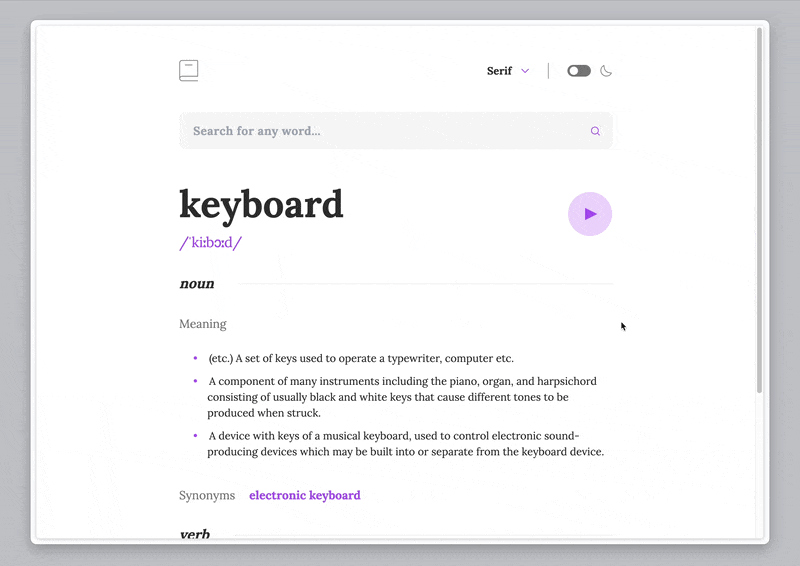 Serif
Search for any word...
keyboard
/ˈkiːbɔːd/
noun
Meaning
(etc.) A set of keys used to operate a typewriter, computer etc.
A component of many instruments including the piano, organ, and harpsichord
consisting of usually black and white keys that cause different tones to be
produced when struck.
A device with keys of a musical keyboard, used to control electronic sound-
producing devices which may be built into or separate from the keyboard device.
Synonyms electronic keyboard
verb